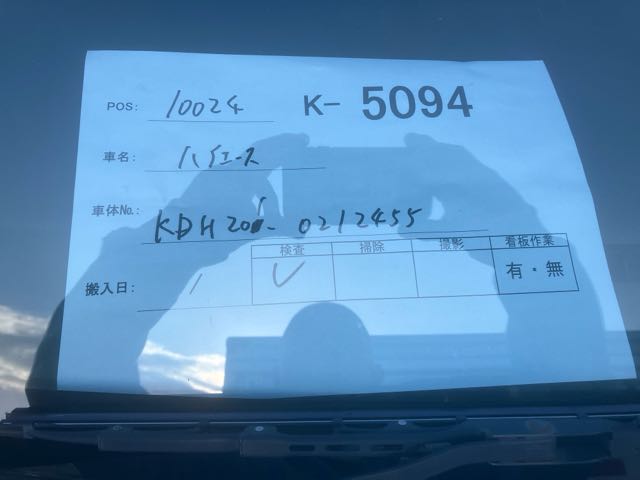 POS: 10024 K- 5094
車名: ハイエース
車体No.: KDH201- 0212455
検査 掃除 撮影 看板作業
搬入日: / ✓ 有・無